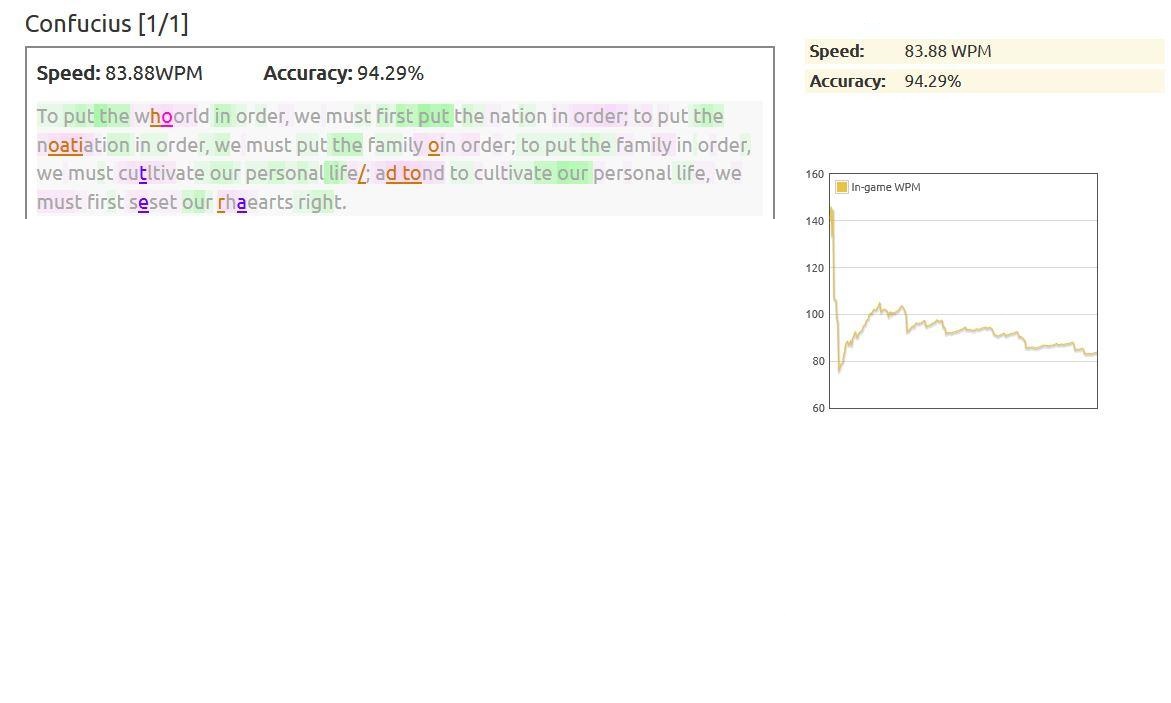 Confucius [1/1]
Speed: 83.88WPM Accuracy: 94.29%
To put the whoorld in order, we must first put the nation in order; to put the
noatiation in order, we must put the family oin order; to put the family in order,
we must cutltivate our personal life/; ad tond to cultivate our personal life, we
must first seset our rhaearts right.
Speed: 83.88 WPM
Accuracy: 94.29%
In-game WPM
160
140
120
100
80
60